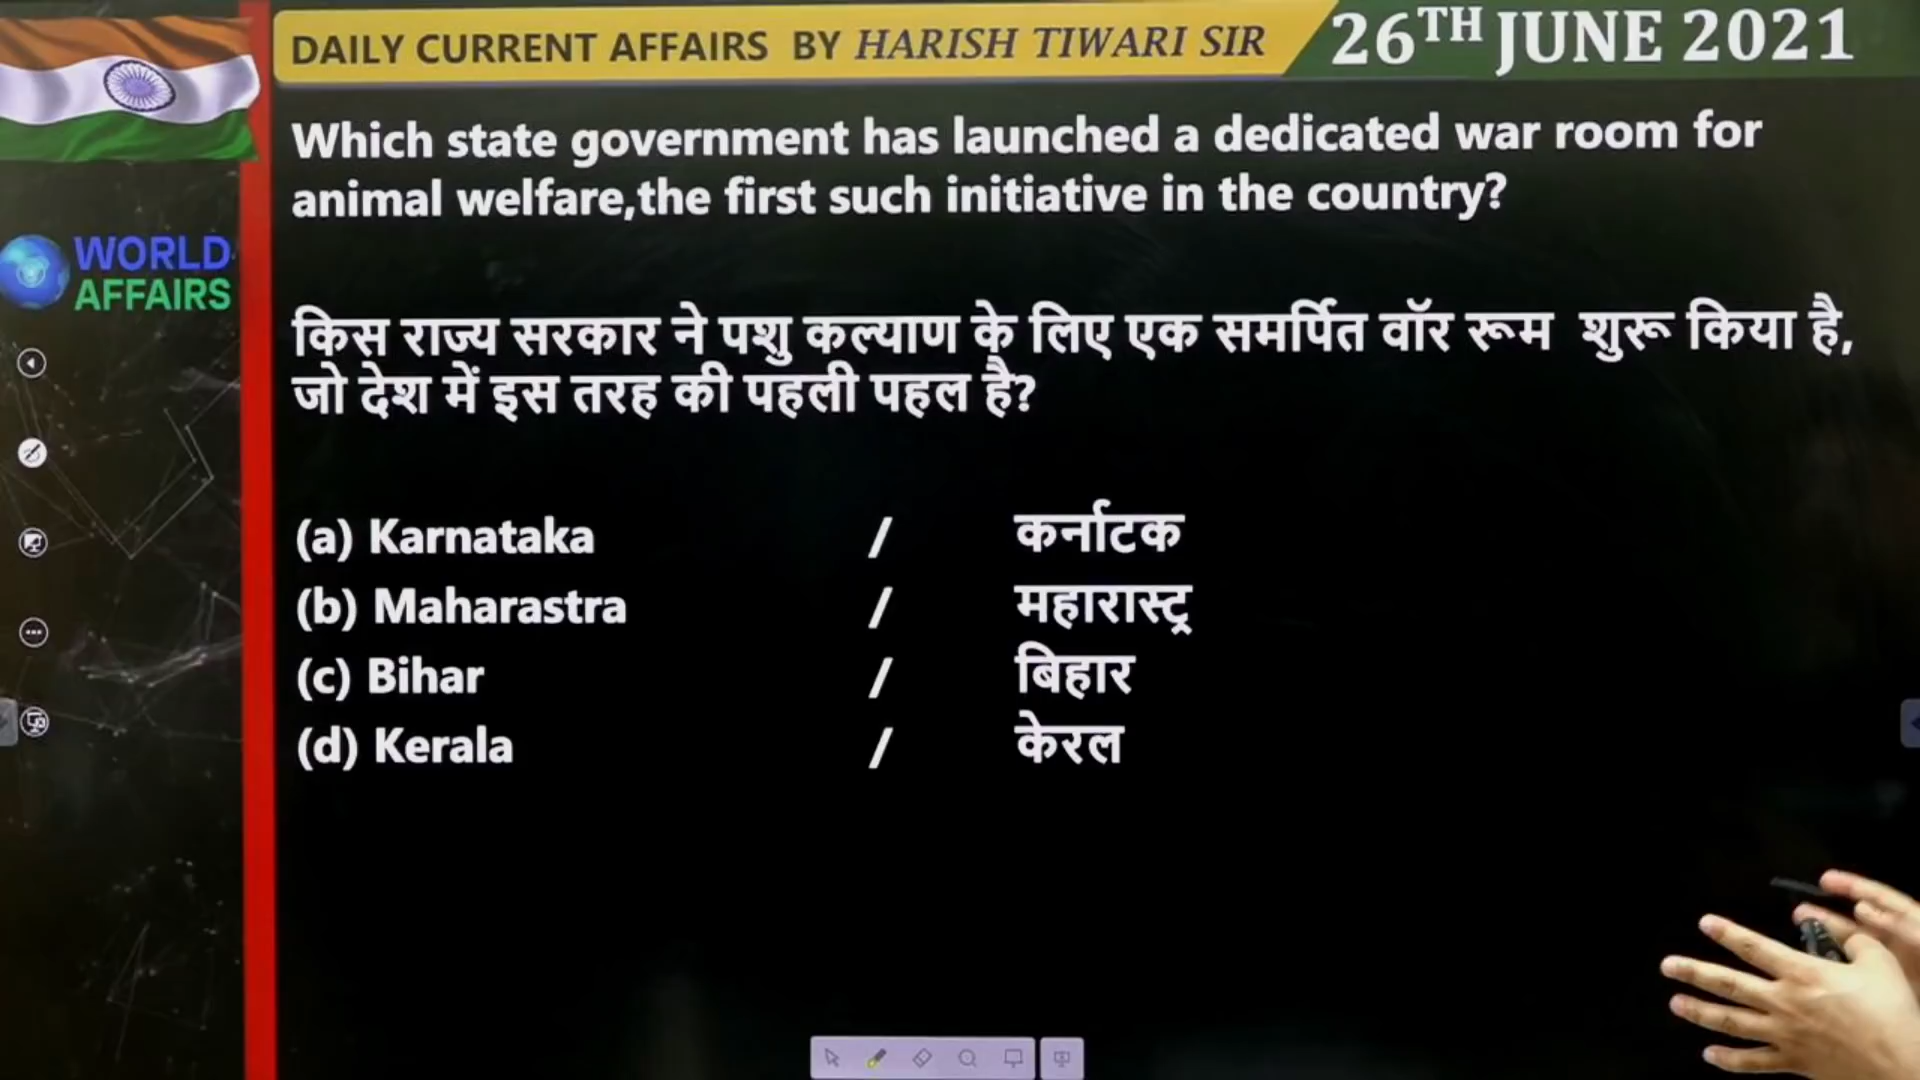 DAILY CURRENT AFFAIRS BY HARISH TIWARI SIR
26TH JUNE 2021
Which state government has launched a dedicated war room for
animal welfare,the first such initiative in the country?
WORLD
AFFAIRS
किस राज्य सरकार ने पशु कल्याण के लिए एक समर्पित वॉर रूम शुरू किया है,
जो देश में इस तरह की पहली पहल है?
(a) Karnataka / कर्नाटक
(b) Maharastra / महारास्ट्र
(c) Bihar / बिहार
(d) Kerala / केरल